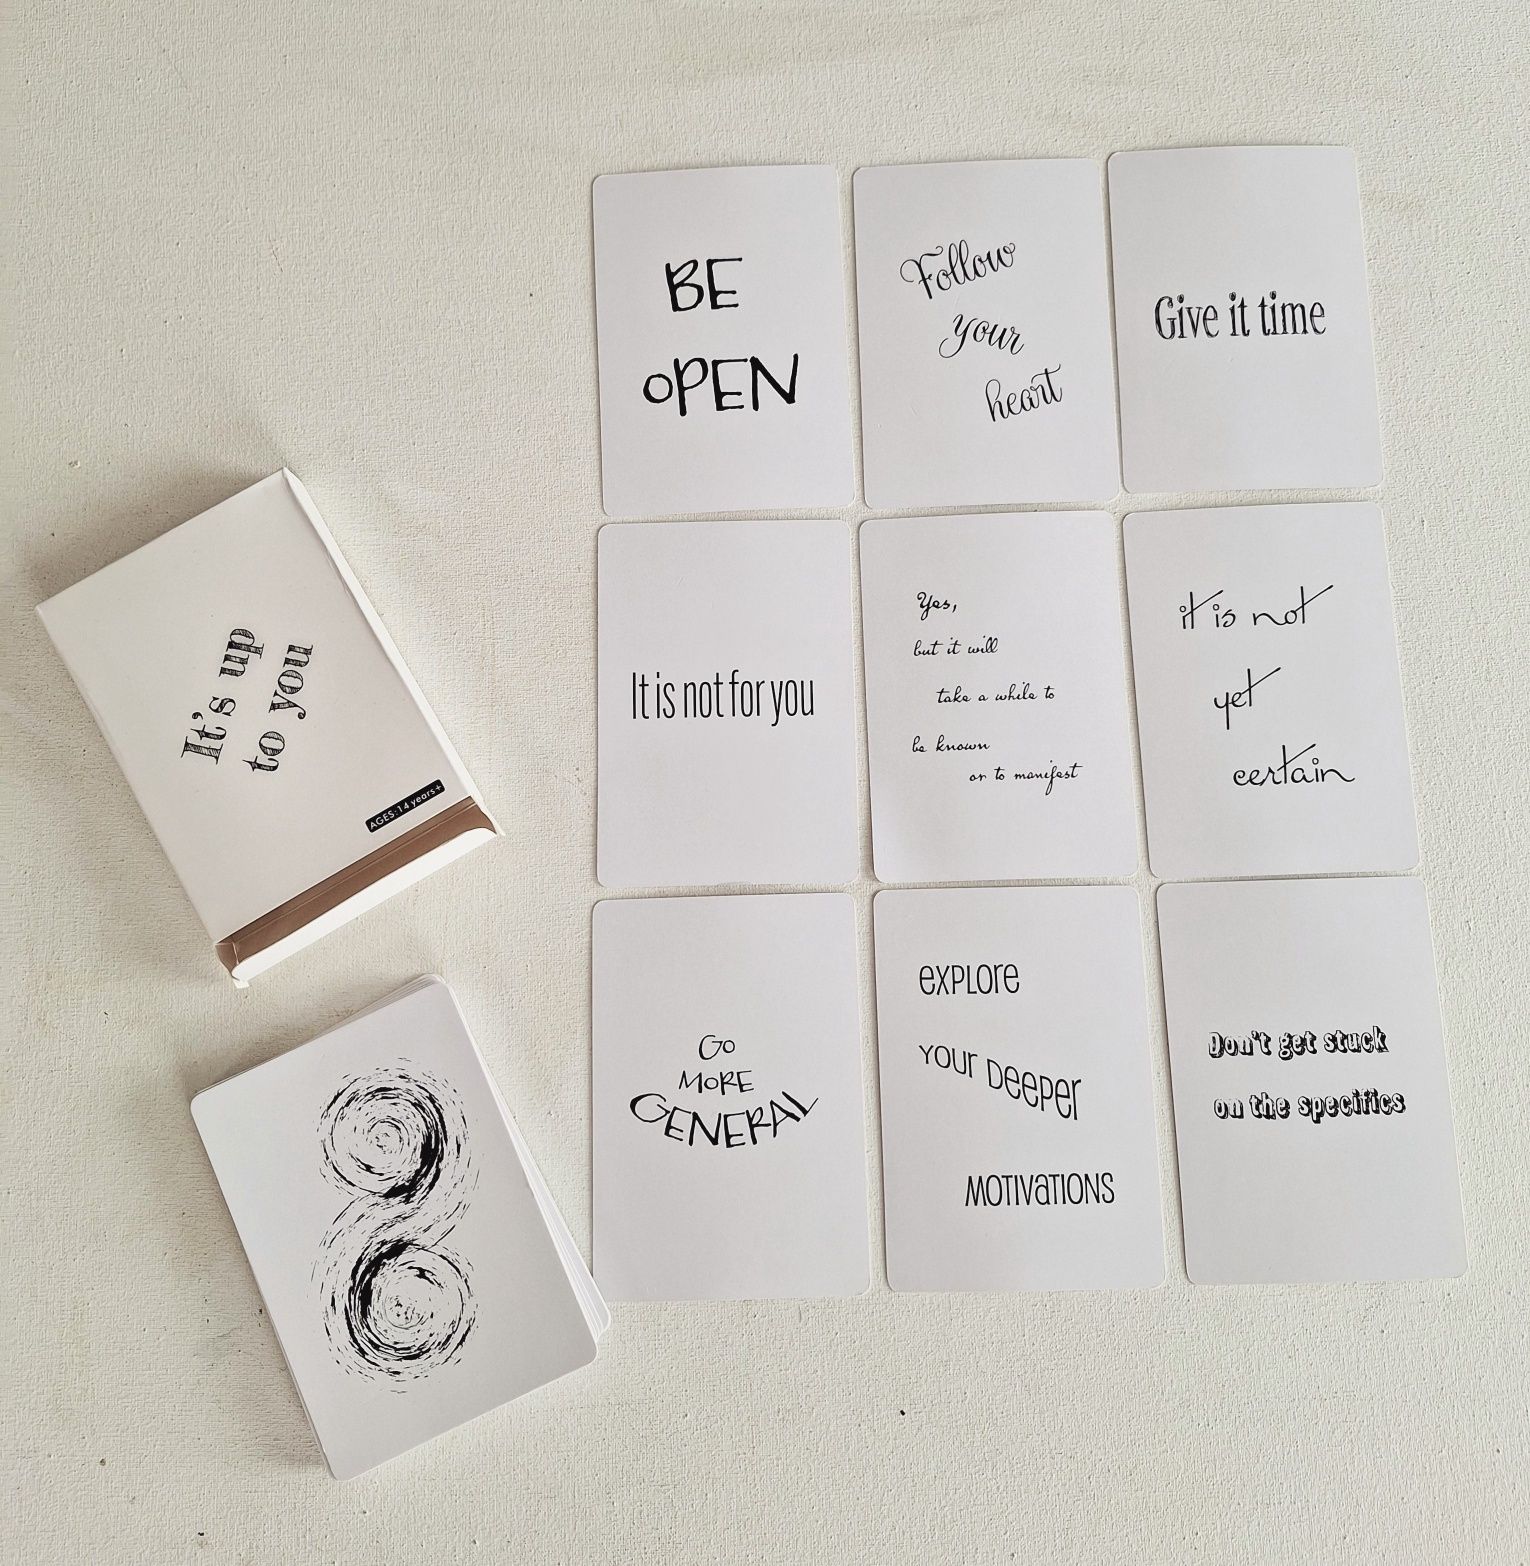 It's up
to you
AGES: 14 years+
BE
OPEN
Follow
your
heart
Give it time
It is not for you
Yes,
but it will
take a while to
be known
or to manifest
it is not
yet
certain
GO
MORE
GENERAL
EXPLORE
YOUR DEEPER
MOTIVATIONS
Don't get stuck
on the specifics